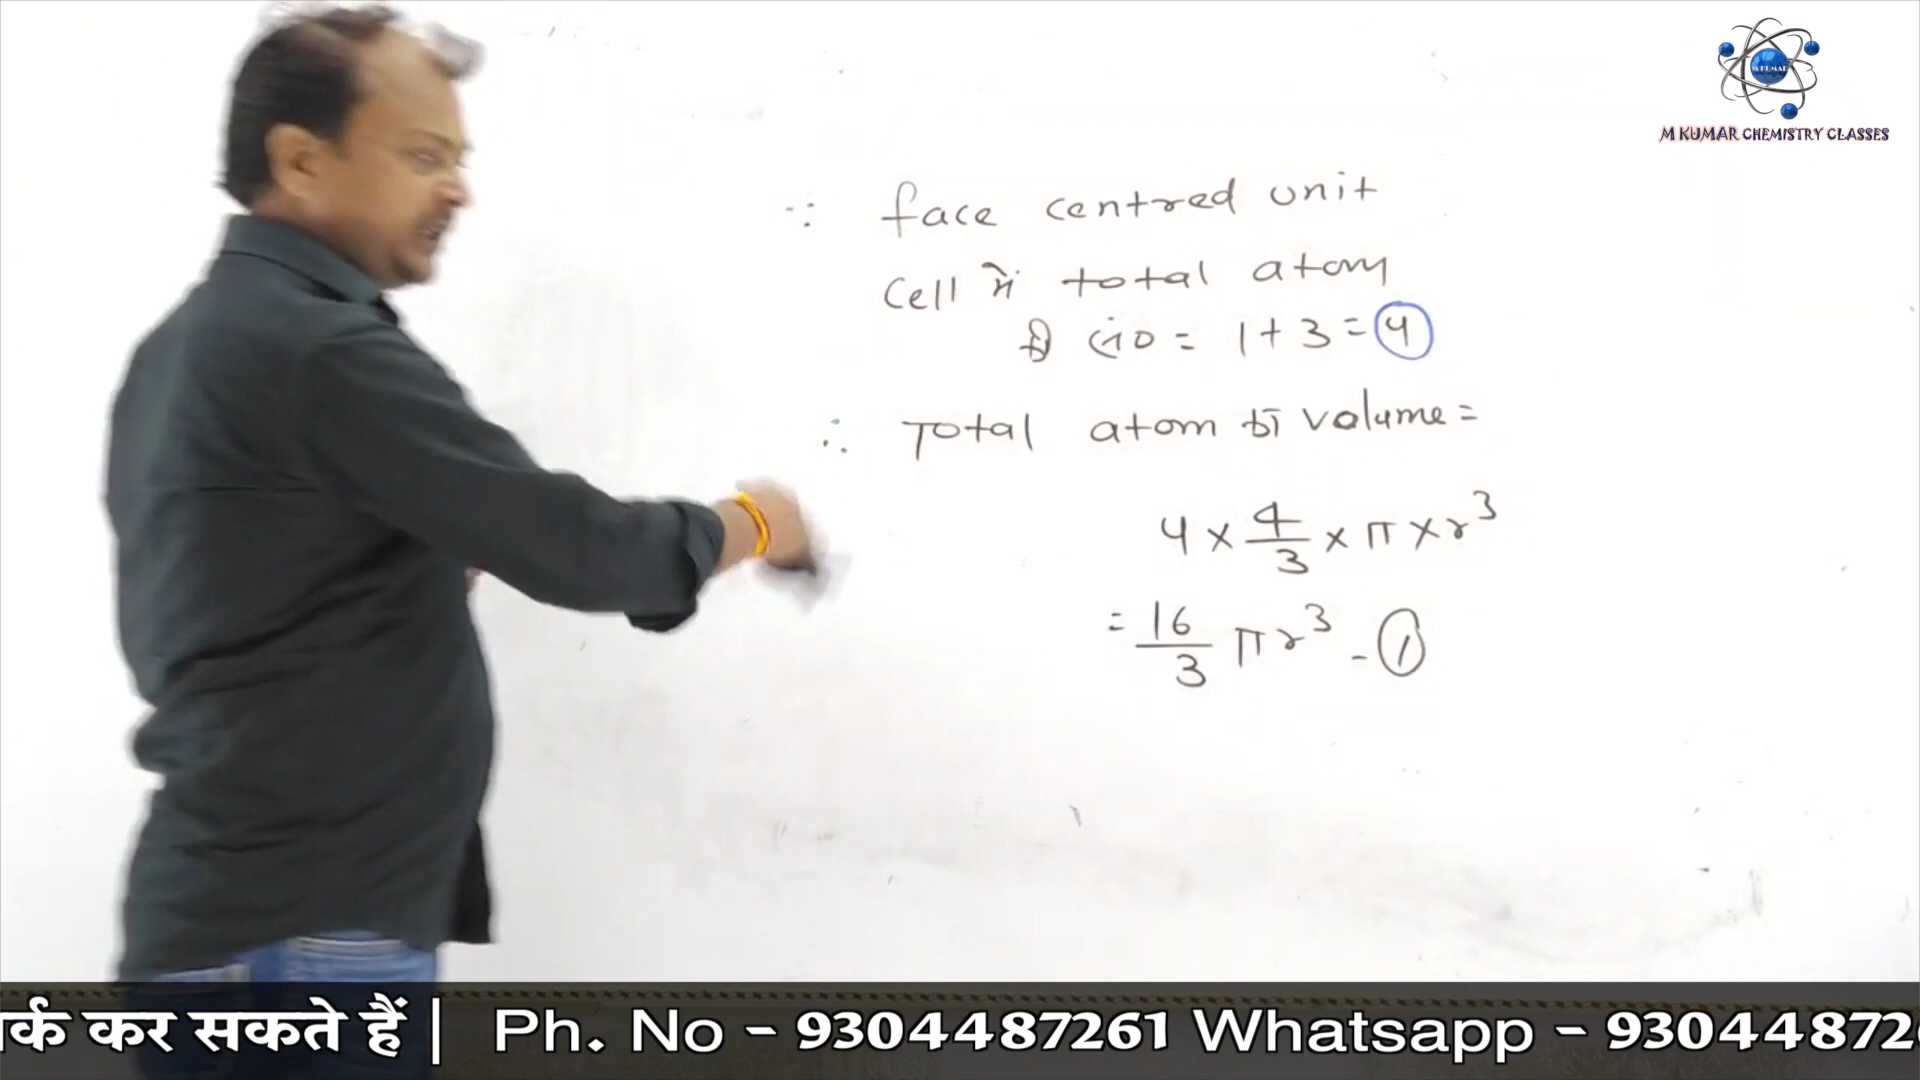 M KUMAR
M KUMAR CHEMISTRY CLASSES
∵ face centred unit
cell में total atom
की सं० = 1 + 3 = 4
∴ Total atom का volume =
4 × 4/3 × π × r³
= 16/3 πr³ - ①
र्क कर सकते हैं | Ph. No - 9304487261 Whatsapp - 93044872